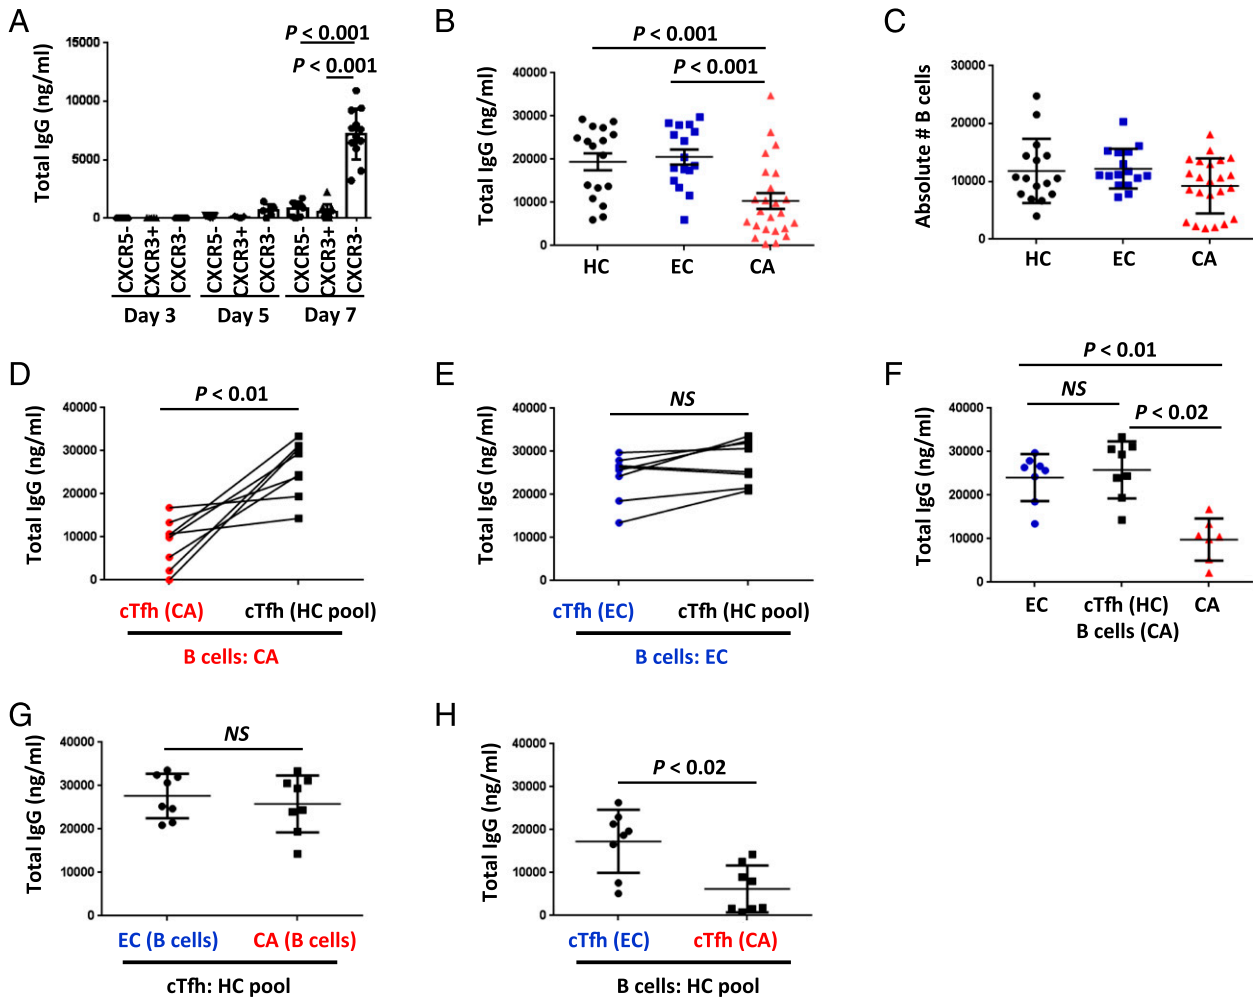 A
Total IgG (ng/ml)
15000
10000
5000
0
P < 0.001
P < 0.001
CXCR5-
CXCR3+
CXCR3-
CXCR5-
CXCR3+
CXCR3-
CXCR5-
CXCR3+
CXCR3-
Day 3
Day 5
Day 7
B
Total IgG (ng/ml)
40000
30000
20000
10000
0
P < 0.001
P < 0.001
HC
EC
CA
C
Absolute # B cells
30000
20000
10000
0
HC
EC
CA
D
Total IgG (ng/ml)
40000
30000
20000
10000
0
P < 0.01
cTfh (CA)
cTfh (HC pool)
B cells: CA
E
Total IgG (ng/ml)
40000
30000
20000
10000
0
NS
cTfh (EC)
cTfh (HC pool)
B cells: EC
F
Total IgG (ng/ml)
40000
30000
20000
10000
0
P < 0.01
NS
P < 0.02
EC
cTfh (HC)
B cells (CA)
CA
G
Total IgG (ng/ml)
40000
30000
20000
10000
0
NS
EC (B cells)
CA (B cells)
cTfh: HC pool
H
Total IgG (ng/ml)
40000
30000
20000
10000
0
P < 0.02
cTfh (EC)
cTfh (CA)
B cells: HC pool